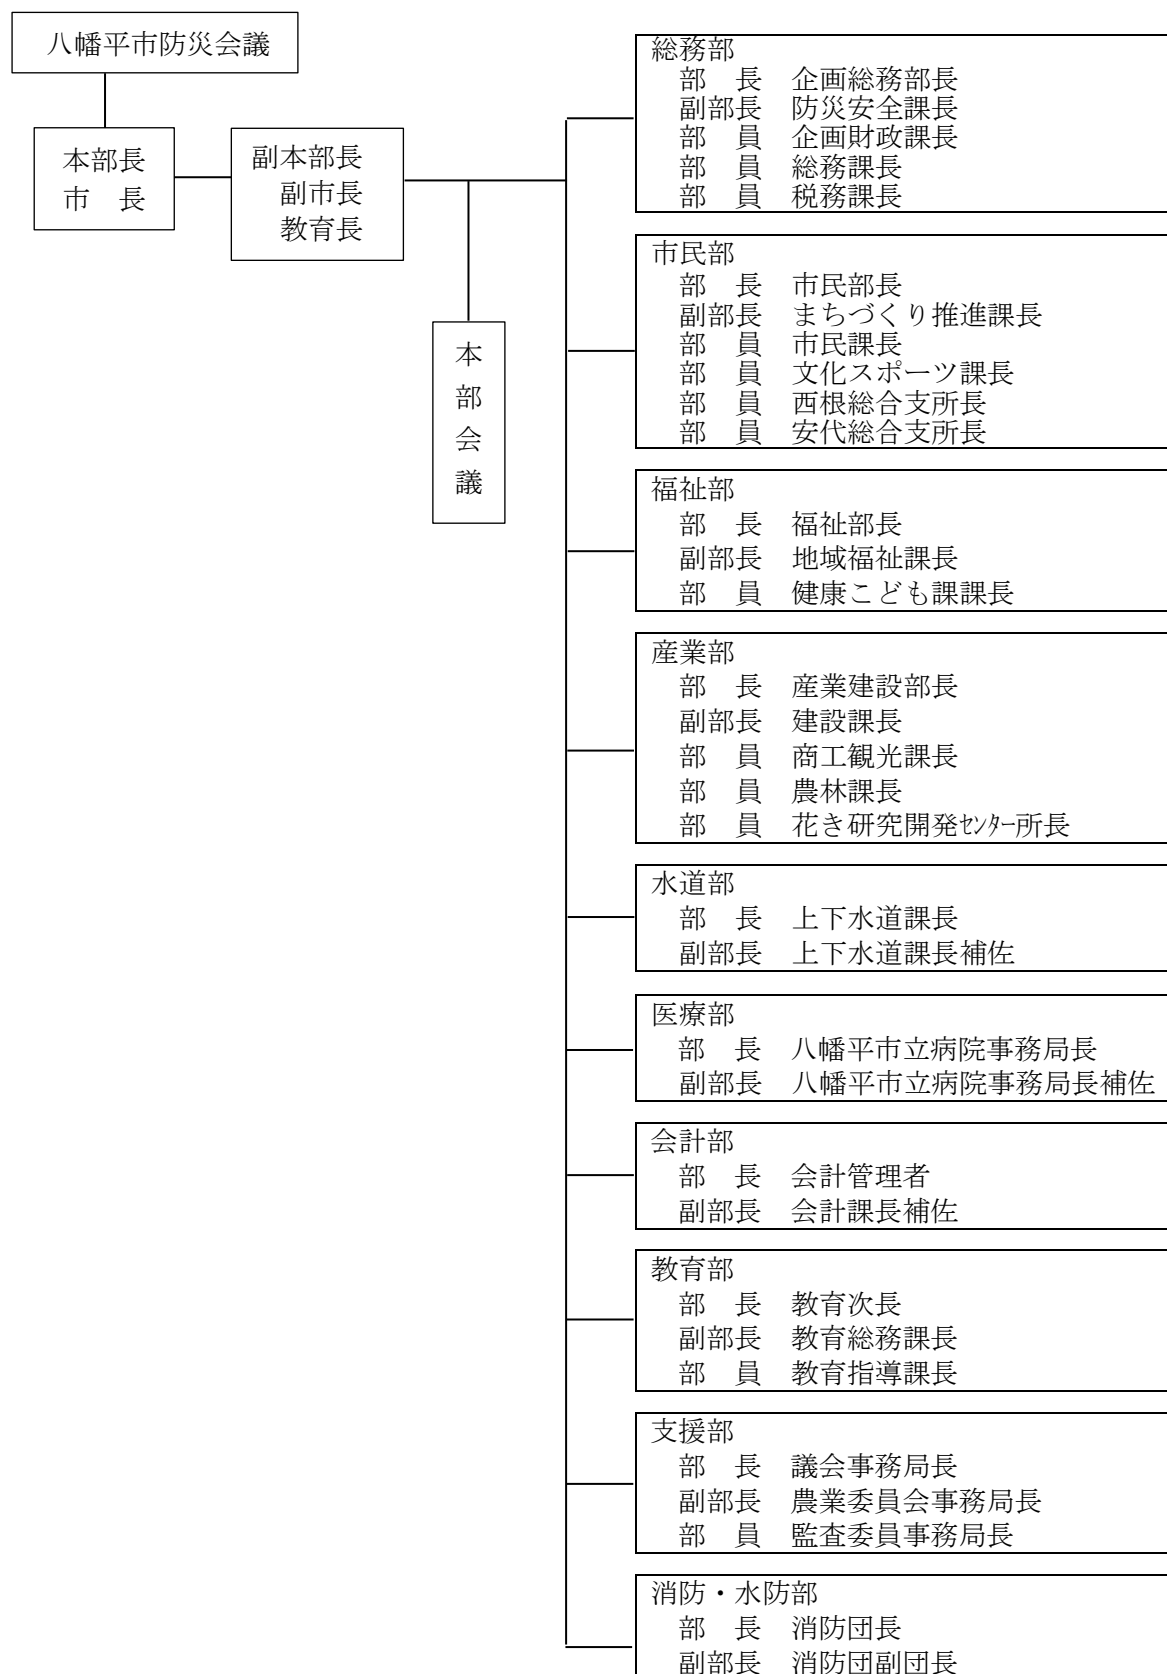 八幡平市防災会議
本部長
市　長
副本部長
副市長
教育長
本部会議
総務部
部　長　企画総務部長
副部長　防災安全課長
部　員　企画財政課長
部　員　総務課長
部　員　税務課長
市民部
部　長　市民部長
副部長　まちづくり推進課長
部　員　市民課長
部　員　文化スポーツ課長
部　員　西根総合支所長
部　員　安代総合支所長
福祉部
部　長　福祉部長
副部長　地域福祉課長
部　員　健康こども課課長
産業部
部　長　産業建設部長
副部長　建設課長
部　員　商工観光課長
部　員　農林課長
部　員　花き研究開発ｾﾝﾀｰ所長
水道部
部　長　上下水道課長
副部長　上下水道課長補佐
医療部
部　長　八幡平市立病院事務局長
副部長　八幡平市立病院事務局長補佐
会計部
部　長　会計管理者
副部長　会計課長補佐
教育部
部　長　教育次長
副部長　教育総務課長
部　員　教育指導課長
支援部
部　長　議会事務局長
副部長　農業委員会事務局長
部　員　監査委員事務局長
消防・水防部
部　長　消防団長
副部長　消防団副団長